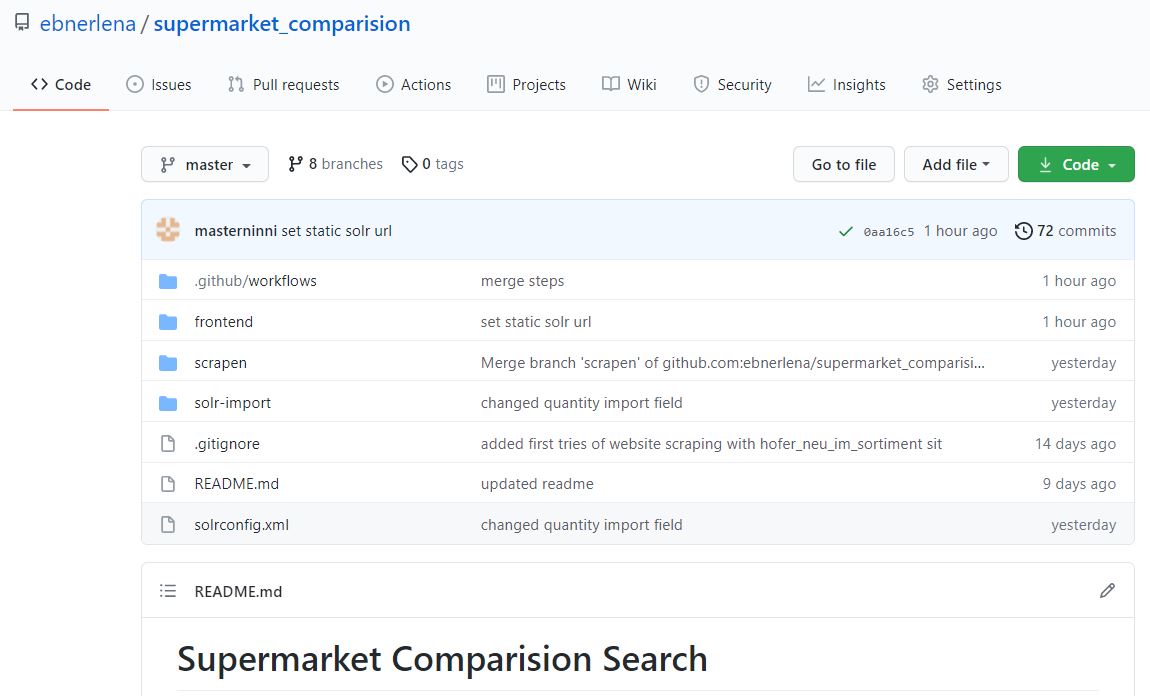 ebnerlena / supermarket_comparision
Code Issues Pull requests Actions Projects Wiki Security Insights Settings
master 8 branches 0 tags Go to file Add file Code
masterninni set static solr url 0aa16c5 1 hour ago 72 commits
.github/workflows merge steps 1 hour ago
frontend set static solr url 1 hour ago
scrapen Merge branch 'scrapen' of github.com:ebnerlena/supermarket_comparisi... yesterday
solr-import changed quantity import field yesterday
.gitignore added first tries of website scraping with hofer_neu_im_sortiment sit 14 days ago
README.md updated readme 9 days ago
solrconfig.xml changed quantity import field yesterday
README.md
Supermarket Comparision Search